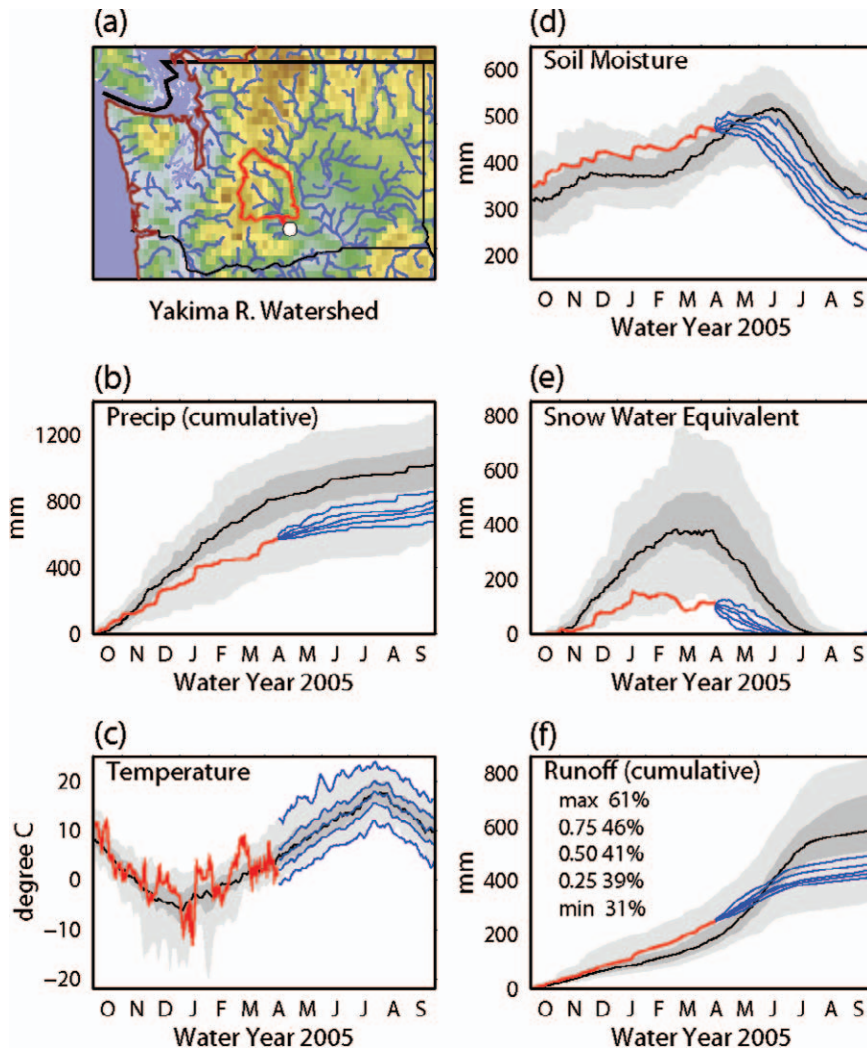 (a)
Yakima R. Watershed
(b)
Precip (cumulative)
1200
800
400
0
mm
O N D J F M A M J J A S
Water Year 2005
(c)
Temperature
20
10
0
−10
−20
degree C
O N D J F M A M J J A S
Water Year 2005
(d)
Soil Moisture
600
500
400
300
200
mm
O N D J F M A M J J A S
Water Year 2005
(e)
Snow Water Equivalent
800
600
400
200
0
mm
O N D J F M A M J J A S
Water Year 2005
(f)
Runoff (cumulative)
max 61%
0.75 46%
0.50 41%
0.25 39%
min 31%
800
600
400
200
0
mm
O N D J F M A M J J A S
Water Year 2005